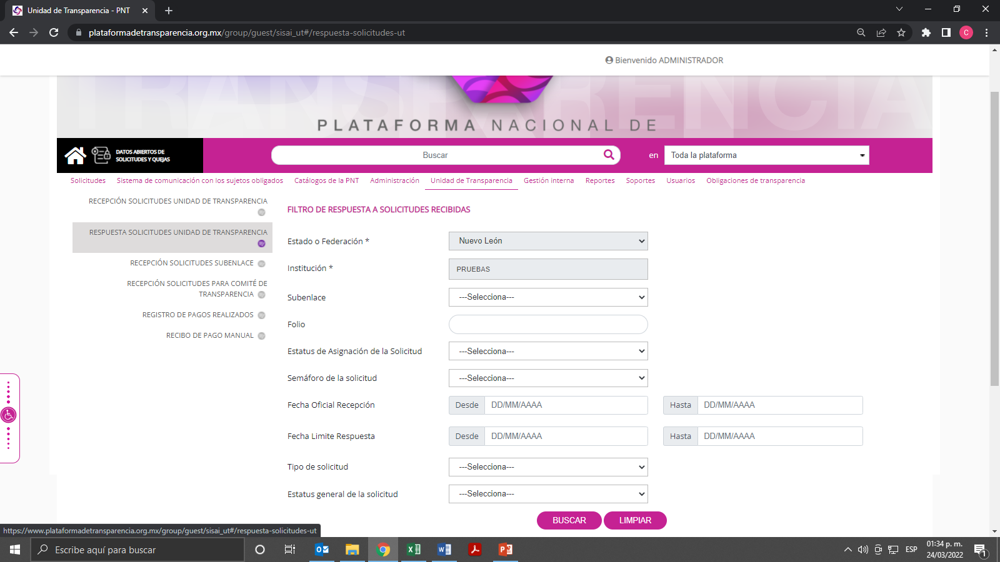 Unidad de Transparencia - PNT
plataformadetransparencia.org.mx/group/guest/sisai_ut#/respuesta-solicitudes-ut
C
Bienvenido ADMINISTRADOR
TRANSPARENCIA
PLATAFORMA NACIONAL DE
DATOS ABIERTOS DE
SOLICITUDES Y QUEJAS
Buscar
en
Toda la plataforma
Solicitudes
Sistema de comunicación con los sujetos obligados
Catálogos de la PNT
Administración
Unidad de Transparencia
Gestión interna
Reportes
Soportes
Usuarios
Obligaciones de transparencia
RECEPCIÓN SOLICITUDES UNIDAD DE TRANSPARENCIA
RESPUESTA SOLICITUDES UNIDAD DE TRANSPARENCIA
RECEPCIÓN SOLICITUDES SUBENLACE
RECEPCIÓN SOLICITUDES PARA COMITÉ DE
TRANSPARENCIA
REGISTRO DE PAGOS REALIZADOS
RECIBO DE PAGO MANUAL
FILTRO DE RESPUESTA A SOLICITUDES RECIBIDAS
Estado o Federación *
Nuevo León
Institución *
PRUEBAS
Subenlace
---Selecciona---
Folio
Estatus de Asignación de la Solicitud
---Selecciona---
Semáforo de la solicitud
---Selecciona---
Fecha Oficial Recepción
Desde DD/MM/AAAA
Hasta DD/MM/AAAA
Fecha Limite Respuesta
Desde DD/MM/AAAA
Hasta DD/MM/AAAA
Tipo de solicitud
---Selecciona---
Estatus general de la solicitud
---Selecciona---
BUSCAR
LIMPIAR
https://www.plataformadetransparencia.org.mx/group/guest/sisai_ut#/respuesta-solicitudes-ut
Escribe aquí para buscar
ESP
01:34 p. m.
24/03/2022
1